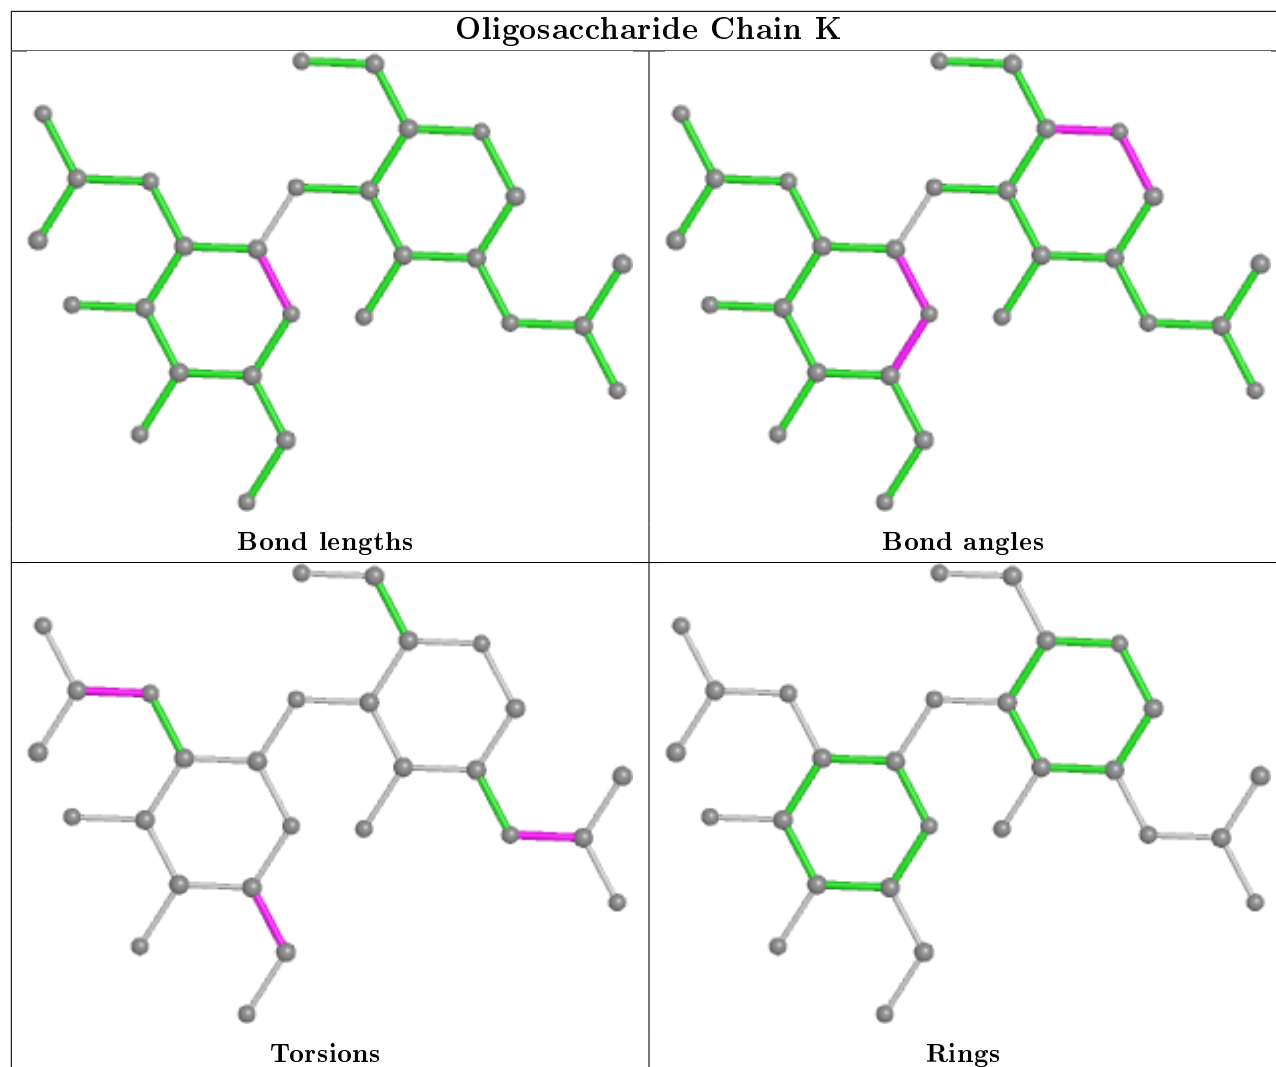 Oligosaccharide Chain K
Bond lengths
Bond angles
Torsions
Rings